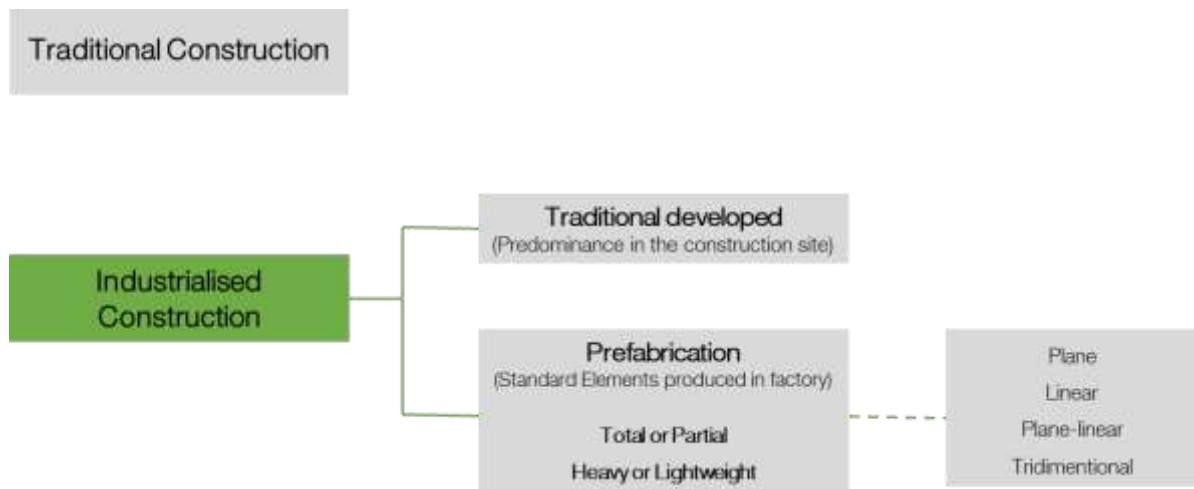 Traditional Construction
Traditional developed
(Predominance in the construction site)
Industrialised
Construction
Prefabrication
(Standard Elements produced in factory)
Total or Partial
Heavy or Lightweight
Plane
Linear
Plane-linear
Tridimentional